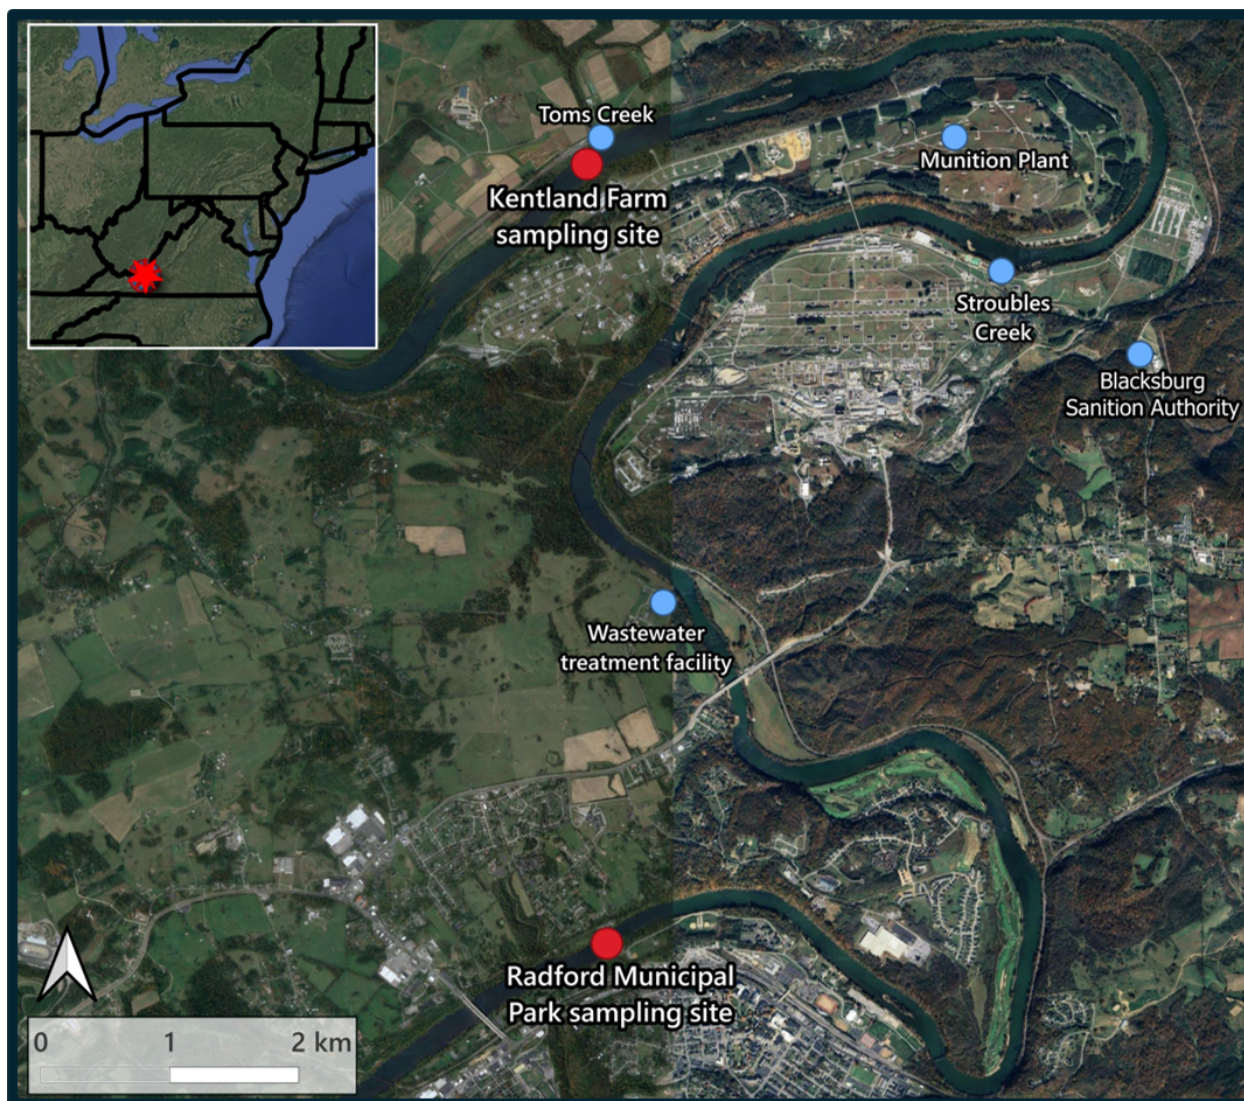 Toms Creek
Kentland Farm
sampling site
Munition Plant
Stroubles
Creek
Blacksburg
Sanition Authority
Wastewater
treatment facility
Radford Municipal
Park sampling site
0 1 2 km